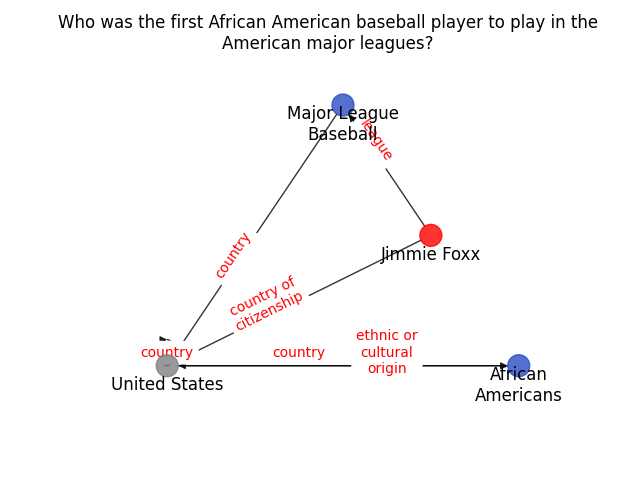 Who was the first African American baseball player to play in the
American major leagues?
Major League
Baseball
league
country
Jimmie Foxx
country of
citizenship
country
country
ethnic or
cultural
origin
United States
African
Americans